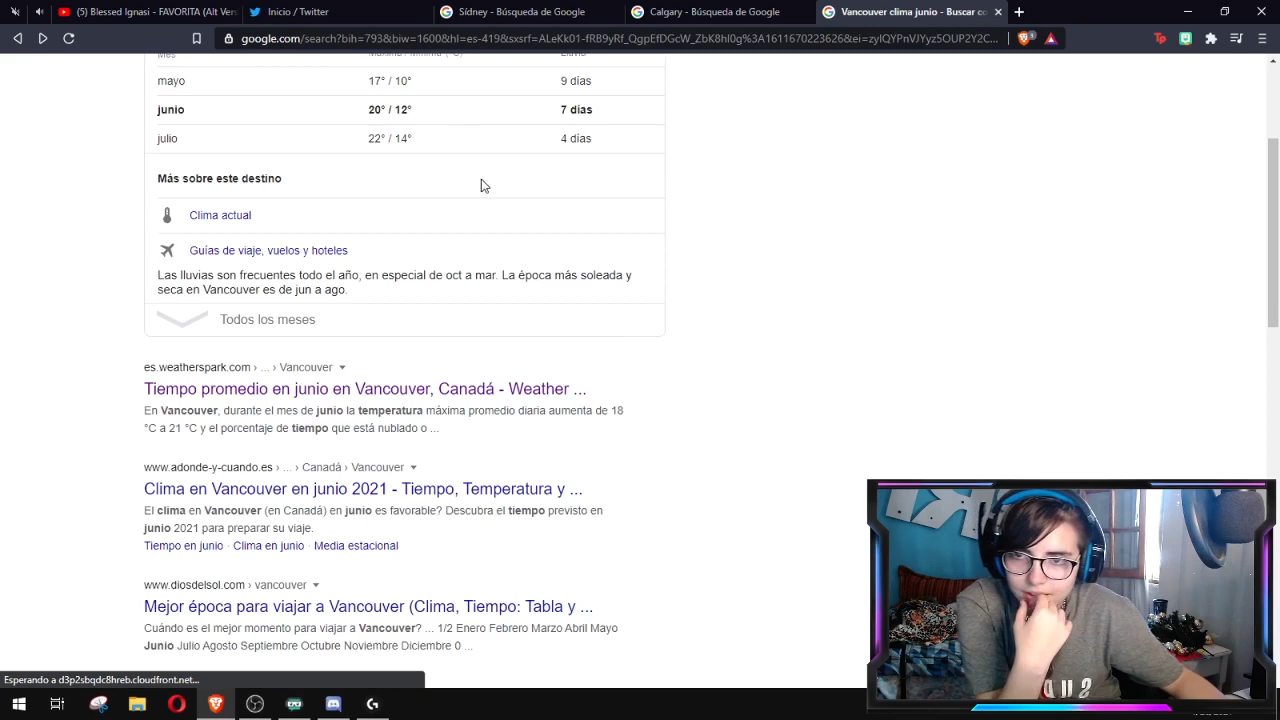 (5) Blessed Ignasi - FAVORITA (Alt Vers
Inicio / Twitter
Sídney - Búsqueda de Google
Calgary - Búsqueda de Google
Vancouver clima junio - Buscar co
google.com/search?bih=793&biw=1600&hl=es-419&sxsrf=ALeKk01-fRB9yRf_QgpEfDGcW_ZbK8hI0g%3A1611670223626&ei=zyIQYPnVJYyz5OUP2Y2C...
mayo 17° / 10° 9 días
junio 20° / 12° 7 días
julio 22° / 14° 4 días
Más sobre este destino
Clima actual
Guías de viaje, vuelos y hoteles
Las lluvias son frecuentes todo el año, en especial de oct a mar. La época más soleada y
seca en Vancouver es de jun a ago.
Todos los meses
es.weatherspark.com › ... › Vancouver
Tiempo promedio en junio en Vancouver, Canadá - Weather ...
En Vancouver, durante el mes de junio la temperatura máxima promedio diaria aumenta de 18
°C a 21 °C y el porcentaje de tiempo que está nublado o ...
www.adonde-y-cuando.es › ... › Canadá › Vancouver
Clima en Vancouver en junio 2021 - Tiempo, Temperatura y ...
El clima en Vancouver (en Canadá) en junio es favorable? Descubra el tiempo previsto en
junio 2021 para preparar su viaje.
Tiempo en junio · Clima en junio · Media estacional
www.diosdelsol.com › vancouver
Mejor época para viajar a Vancouver (Clima, Tiempo: Tabla y ...
Cuándo es el mejor momento para viajar a Vancouver? ... 1/2 Enero Febrero Marzo Abril Mayo
Junio Julio Agosto Septiembre Octubre Noviembre Diciembre 0 ...
Esperando a d3p2sbqdc8hreb.cloudfront.net...